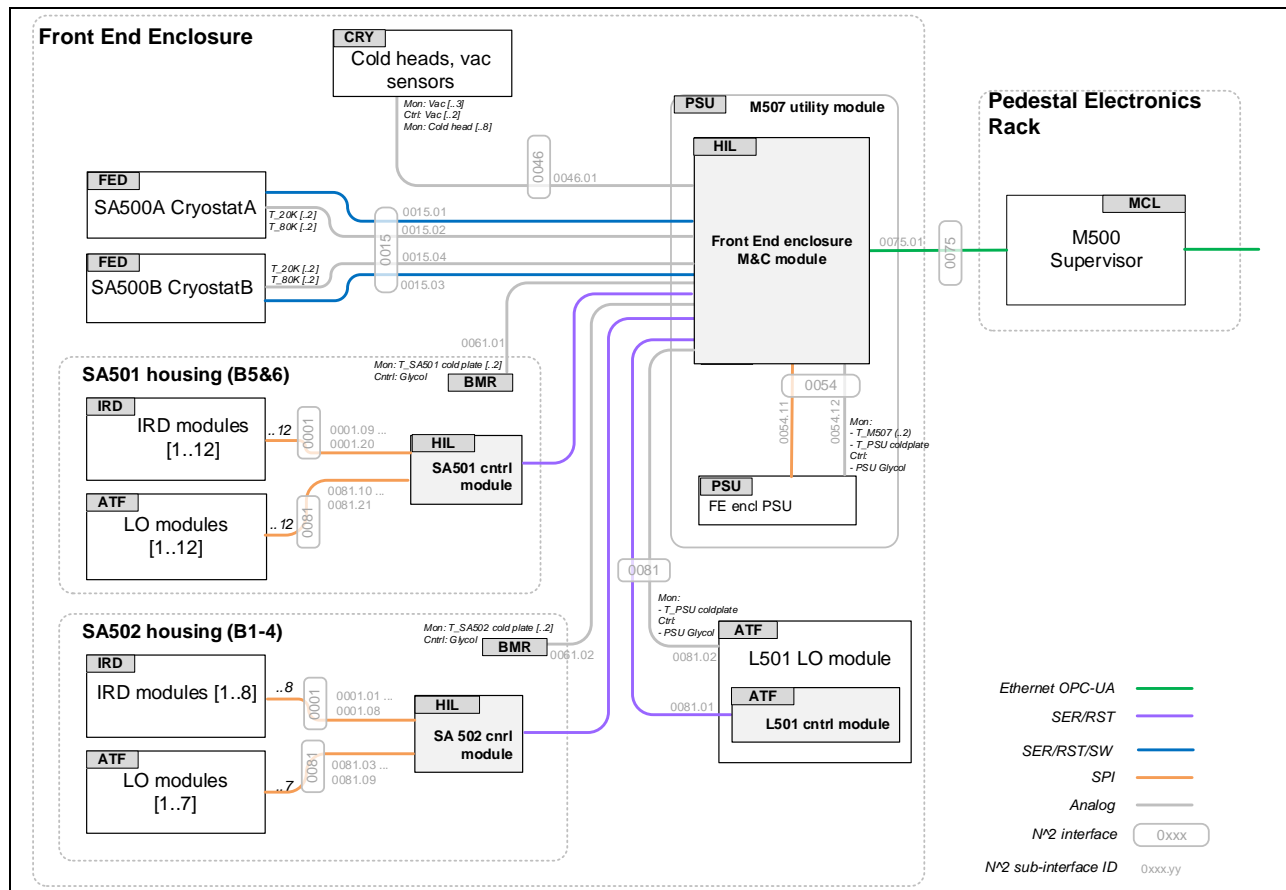 Front End Enclosure
CRY
Cold heads, vac
sensors
Mon: Vac [..3]
Ctrl: Vac [..2]
Mon: Cold head [..8]
0046
0046.01
PSU
M507 utility module
HIL
Front End enclosure
M&C module
Pedestal Electronics
Rack
MCL
M500
Supervisor
0075.01
0075
FED
SA500A CryostatA
T_20K [..2]
T_80K [..2]
0015.01
0015.02
0015
FED
SA500B CryostatB
T_20K [..2]
T_80K [..2]
0015.04
0015.03
0061.01
Mon: T_SA501 cold plate [..2]
Cntrl: Glycol
BMR
SA501 housing (B5&6)
IRD
IRD modules
[1..12]
..12
0001
0001.09 ...
0001.20
HIL
SA501 cntrl
module
ATF
LO modules
[1..12]
.. 12
0081
0081.10 ...
0081.21
0054
0054.11
0054.12
Mon:
- T_M507 (..2)
- T_PSU coldplate
Ctrl:
- PSU Glycol
PSU
FE encl PSU
0081
Mon:
- T_PSU coldplate
Ctrl:
- PSU Glycol
0081.02
ATF
L501 LO module
ATF
L501 cntrl module
0081.01
SA502 housing (B1-4)
Mon: T_SA502 cold plate [..2]
Cntrl: Glycol
BMR
0061.02
IRD
IRD modules [1..8]
..8
0001
0001.01 ...
0001.08
HIL
SA 502 cnrl
module
ATF
LO modules
[1..7]
..7
0081
0081.03 ...
0081.09
Ethernet OPC-UA
SER/RST
SER/RST/SW
SPI
Analog
N^2 interface
0xxx
N^2 sub-interface ID
0xxx.yy